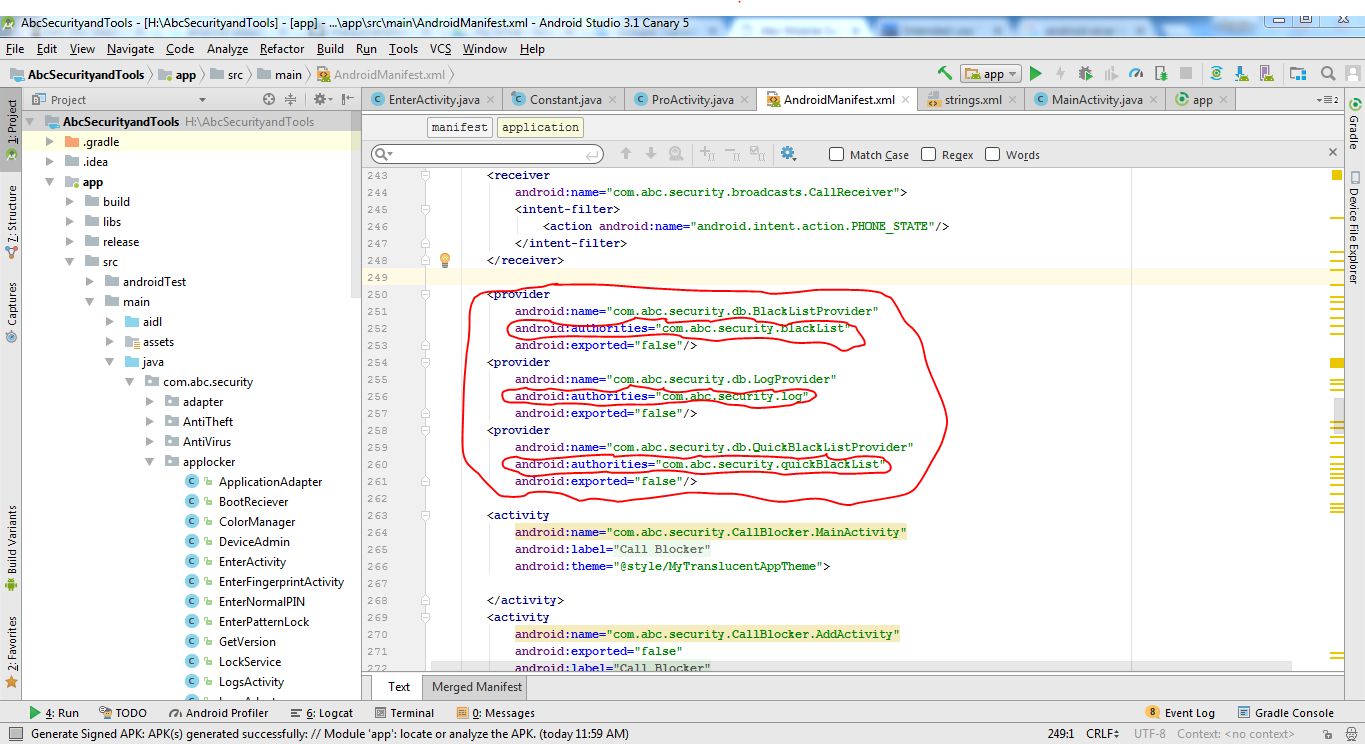 AbcSecurityandTools - [H:\AbcSecurityandTools] - [app] - ...\app\src\main\AndroidManifest.xml - Android Studio 3.1 Canary 5
File Edit View Navigate Code Analyze Refactor Build Run Tools VCS Window Help
AbcSecurityandTools app src main AndroidManifest.xml app
1: Project
7: Structure
Captures
Build Variants
2: Favorites
Project
AbcSecurityandTools H:\AbcSecurityandTools
.gradle
.idea
app
build
libs
release
src
androidTest
main
aidl
assets
java
com.abc.security
adapter
AntiTheft
AntiVirus
applocker
ApplicationAdapter
BootReciever
ColorManager
DeviceAdmin
EnterActivity
EnterFingerprintActivity
EnterNormalPIN
EnterPatternLock
GetVersion
LockService
LogsActivity
EnterActivity.java Constant.java ProActivity.java AndroidManifest.xml strings.xml MainActivity.java app 2
manifest application
Match Case Regex Words
243 <receiver
244 android:name="com.abc.security.broadcasts.CallReceiver">
245 <intent-filter>
246 <action android:name="android.intent.action.PHONE_STATE"/>
247 </intent-filter>
248 </receiver>
249
250 <provider
251 android:name="com.abc.security.db.BlackListProvider"
252 android:authorities="com.abc.security.blackList"
253 android:exported="false"/>
254 <provider
255 android:name="com.abc.security.db.LogProvider"
256 android:authorities="com.abc.security.log"
257 android:exported="false"/>
258 <provider
259 android:name="com.abc.security.db.QuickBlackListProvider"
260 android:authorities="com.abc.security.quickBlackList"
261 android:exported="false"/>
262
263 <activity
264 android:name="com.abc.security.CallBlocker.MainActivity"
265 android:label="Call Blocker"
266 android:theme="@style/MyTranslucentAppTheme">
267
268 </activity>
269 <activity
270 android:name="com.abc.security.CallBlocker.AddActivity"
271 android:exported="false"
272 android:label="Call Blocker"
Text Merged Manifest
Gradle
Device File Explorer
4: Run TODO Android Profiler 6: Logcat Terminal 0: Messages 8 Event Log Gradle Console
Generate Signed APK: APK(s) generated successfully: // Module 'app': locate or analyze the APK. (today 11:59 AM) 249:1 CRLF UTF-8 Context: <no context>